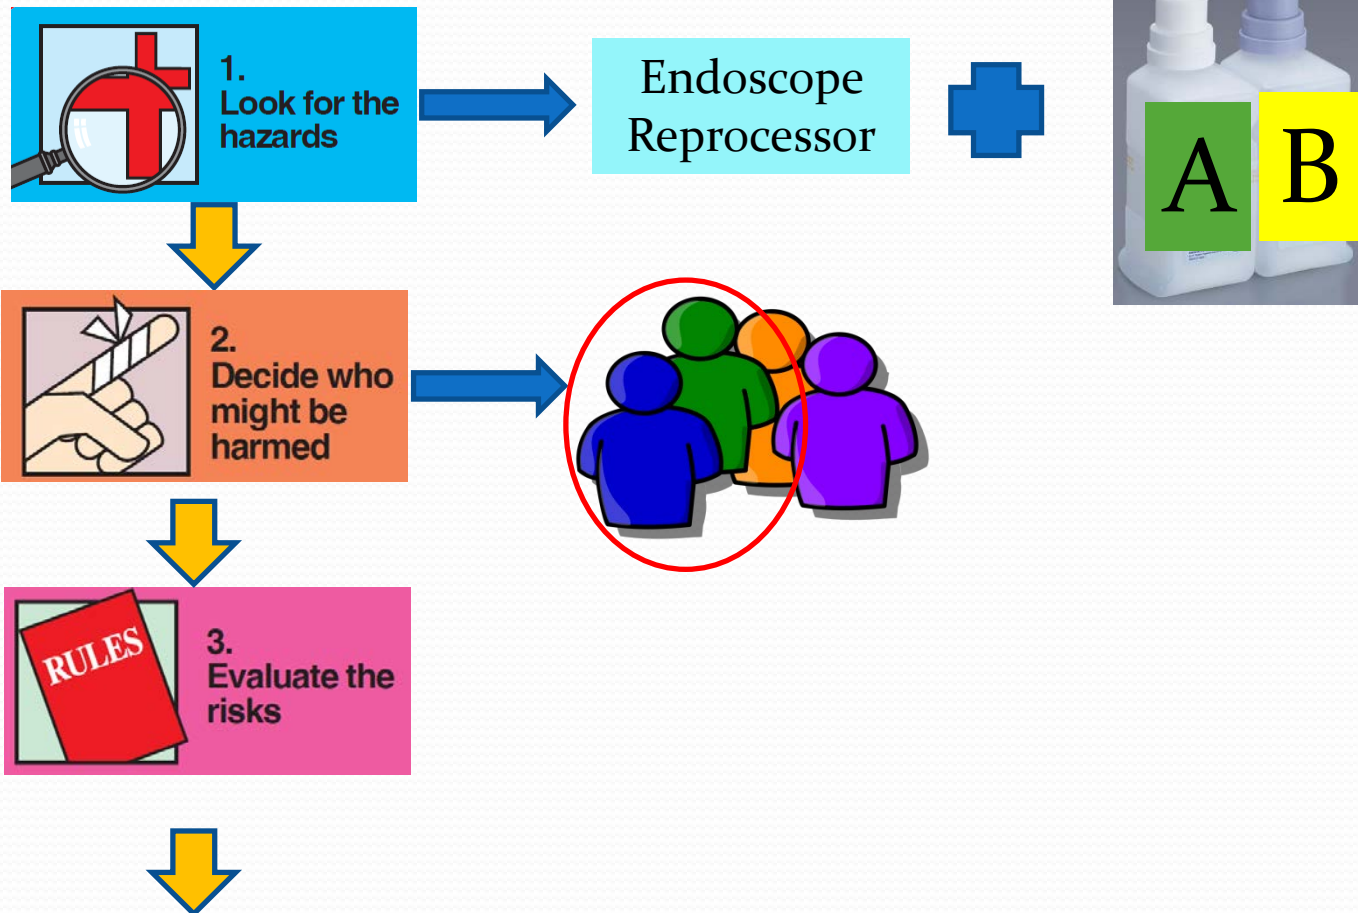 1.
Look for the
hazards
Endoscope
Reprocessor
A
B
2.
Decide who
might be
harmed
RULES
3.
Evaluate the
risks